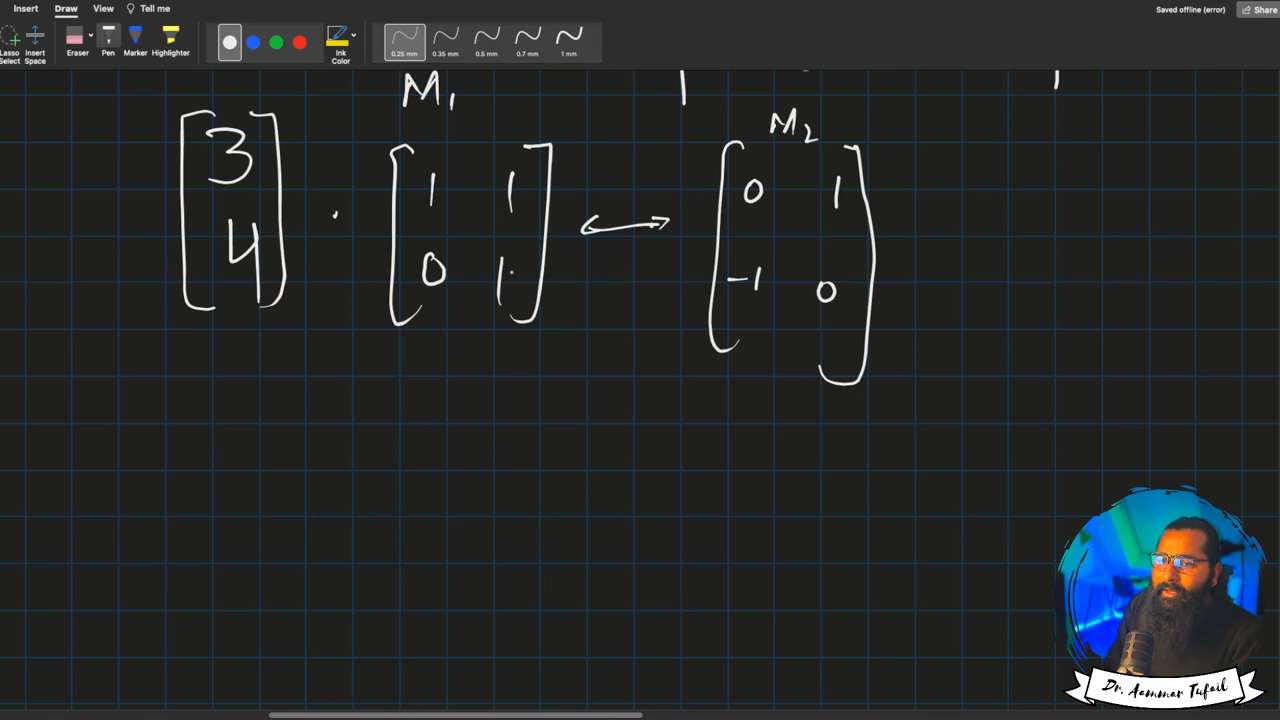 Insert Draw View Tell me Saved offline (error) Share
Lasso Select Insert Space Eraser Pen Marker Highlighter Ink Color 0.25 mm 0.35 mm 0.5 mm 0.7 mm 1 mm
M1 M2
3 1 1 0 1
4 · 0 1 -1 0
Dr. Aammar Tufail